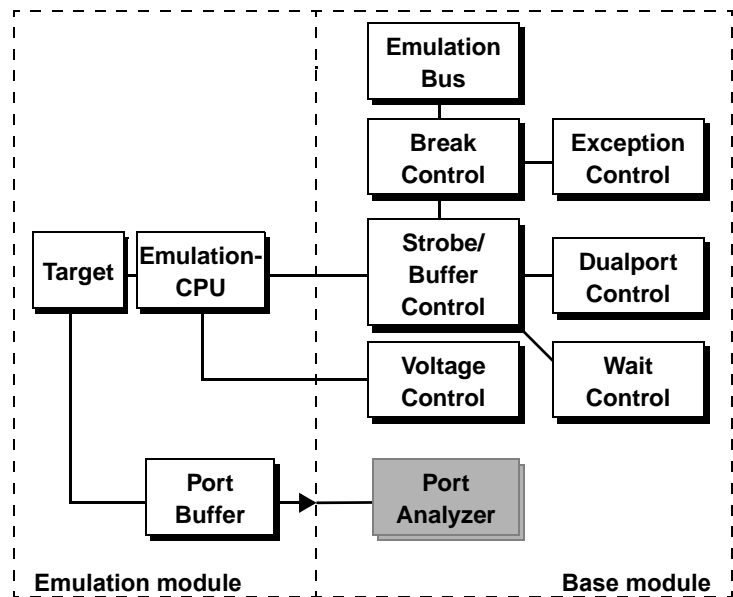 Emulation
Bus
Break
Control
Exception
Control
Target
Emulation-
CPU
Strobe/
Buffer
Control
Dualport
Control
Voltage
Control
Wait
Control
Port
Buffer
Port
Analyzer
Emulation module
Base module